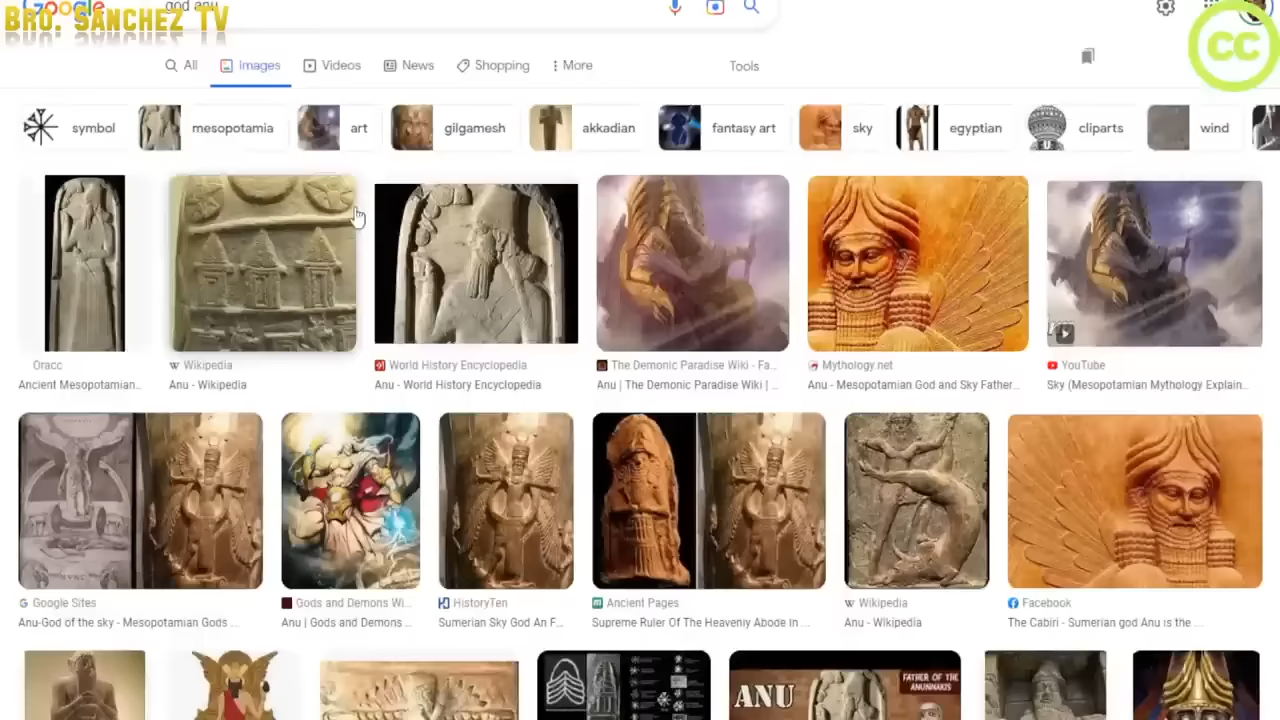 Google
god anu
BRO. SANCHEZ TV
CC
All
Images
Videos
News
Shopping
More
Tools
symbol
mesopotamia
art
gilgamesh
akkadian
fantasy art
sky
egyptian
cliparts
wind
Oracc
Ancient Mesopotamian...
Wikipedia
Anu - Wikipedia
World History Encyclopedia
Anu - World History Encyclopedia
The Demonic Paradise Wiki - Fa...
Anu | The Demonic Paradise Wiki | ...
Mythology.net
Anu - Mesopotamian God and Sky Father...
YouTube
Sky (Mesopotamian Mythology Explain...
Google Sites
Anu-God of the sky - Mesopotamian Gods ...
Gods and Demons Wi...
Anu | Gods and Demons ...
HistoryTen
Sumerian Sky God An F...
Ancient Pages
Supreme Ruler Of The Heavenly Abode In ...
Wikipedia
Anu - Wikipedia
Facebook
The Cabiri - Sumerian god Anu is the ...
ANU
FATHER OF THE
ANUNNAKIS